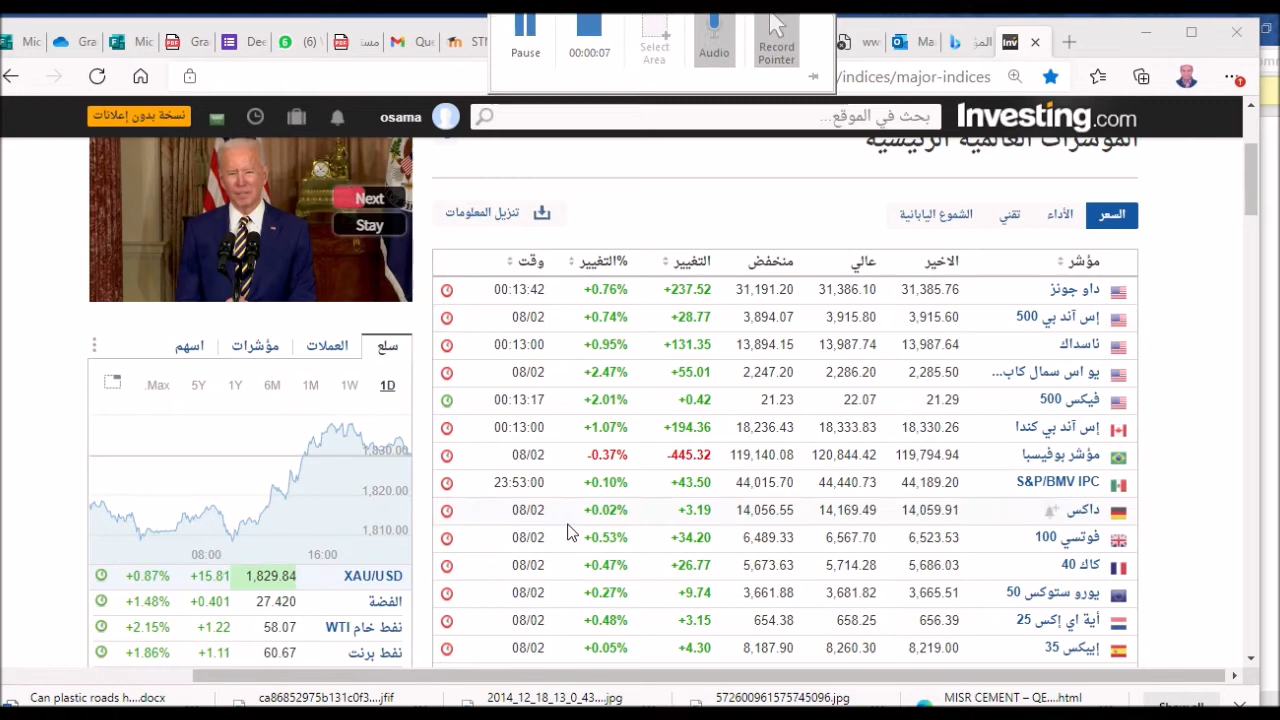 Pause
00:00:07
Select
Area
Audio
Record
Pointer
Mic
Gra
Mic
Gra
Dee
(6)
مست
Que
STN
ww
Ma
المز
Inv
/indices/major-indices
نسخة بدون إعلانات
osama
بحث في الموقع...
Investing.com
المؤشرات العالمية الرئيسية
Next
Stay
تنزيل المعلومات
السعر الأداء تقني الشموع اليابانية
مؤشر الاخير عالي منخفض التغيير التغيير% وقت
داو جونز 31,385.76 31,386.10 31,191.20 +237.52 +0.76% 00:13:42
إس آند بي 500 3,915.60 3,915.80 3,894.07 +28.77 +0.74% 08/02
ناسداك 13,987.64 13,987.74 13,894.15 +131.35 +0.95% 00:13:00
يو اس سمال كاب... 2,285.50 2,286.20 2,247.20 +55.01 +2.47% 08/02
فيكس 500 21.29 22.07 21.23 +0.42 +2.01% 00:13:17
إس آند بي كندا 18,330.26 18,333.83 18,236.43 +194.36 +1.07% 00:13:00
مؤشر بوفيسبا 119,794.94 120,844.42 119,140.08 -445.32 -0.37% 08/02
S&P/BMV IPC 44,189.20 44,440.73 44,015.70 +43.50 +0.10% 23:53:00
داكس 14,059.91 14,169.49 14,056.55 +3.19 +0.02% 08/02
فوتسي 100 6,523.53 6,567.70 6,489.33 +34.20 +0.53% 08/02
كاك 40 5,686.03 5,714.28 5,673.63 +26.77 +0.47% 08/02
يورو ستوكس 50 3,665.51 3,681.82 3,661.88 +9.74 +0.27% 08/02
أية اي إكس 25 656.39 658.25 654.38 +3.15 +0.48% 08/02
إيبكس 35 8,219.00 8,260.30 8,187.90 +4.30 +0.05% 08/02
سلع العملات مؤشرات اسهم
1D 1W 1M 6M 1Y 5Y Max.
1,830.00
1,820.00
1,810.00
08:00 16:00
XAU/USD 1,829.84 +15.81 +0.87%
الفضة 27.420 +0.401 +1.48%
نفط خام WTI 58.07 +1.22 +2.15%
نفط برنت 60.67 +1.11 +1.86%
Can plastic roads h....docx
ca86852975b131c0f3....jfif
2014_12_18_13_0_43....jpg
572600961575745096.jpg
MISR CEMENT – QE....html